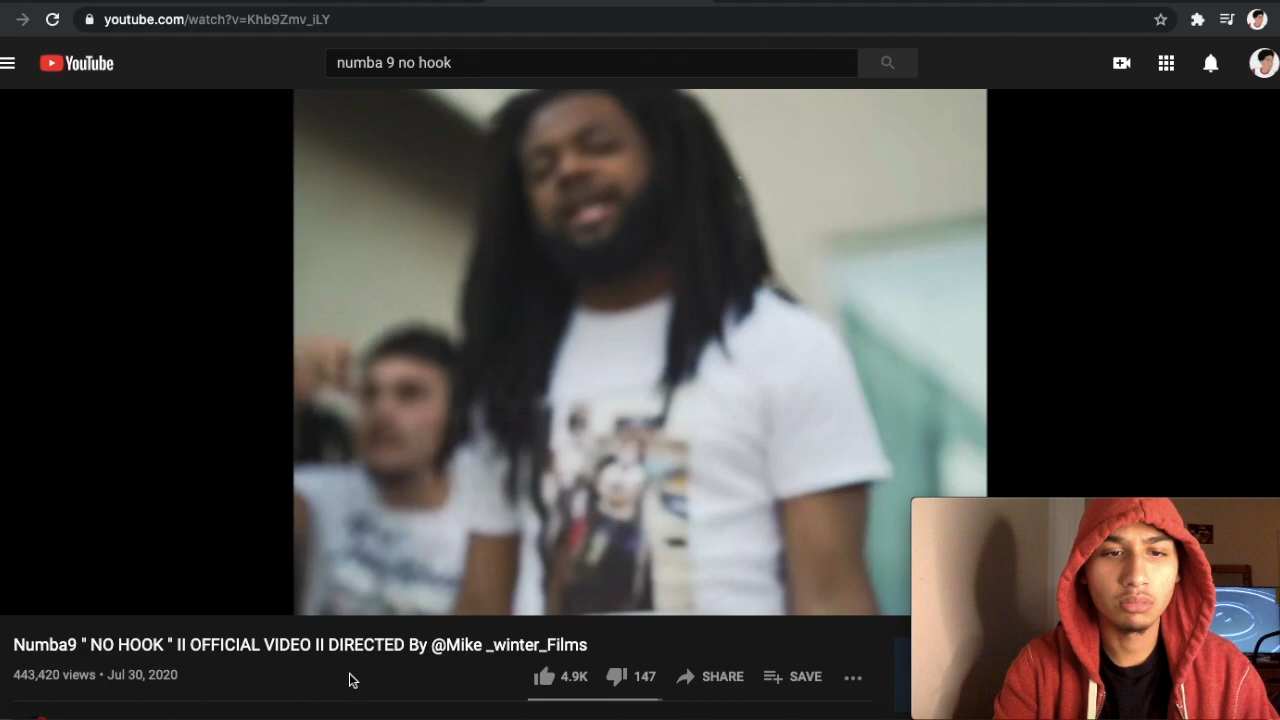 youtube.com/watch?v=Khb9Zmv_iLY
YouTube
numba 9 no hook
Numba9 " NO HOOK " II OFFICIAL VIDEO II DIRECTED By @Mike _winter_Films
443,420 views • Jul 30, 2020
4.9K 147 SHARE SAVE